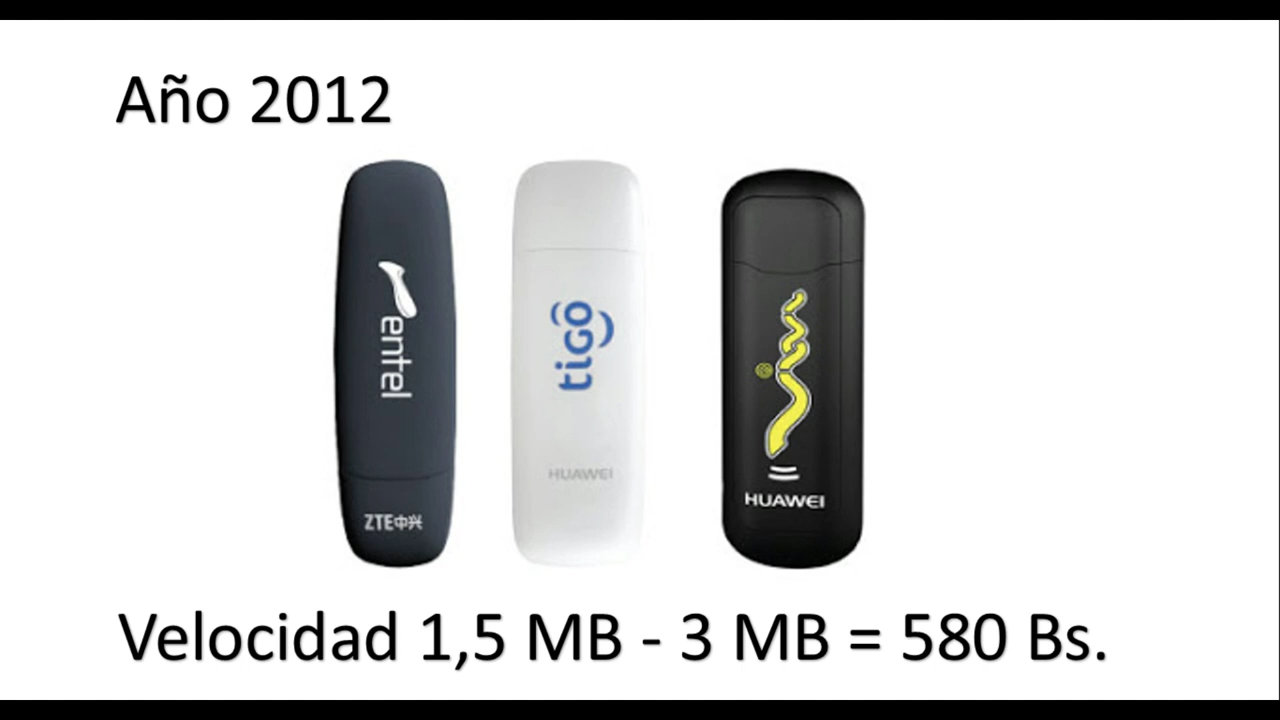 Año 2012
entel
tigo
HUAWEI
ZTE中兴
HUAWEI
Velocidad 1,5 MB - 3 MB = 580 Bs.